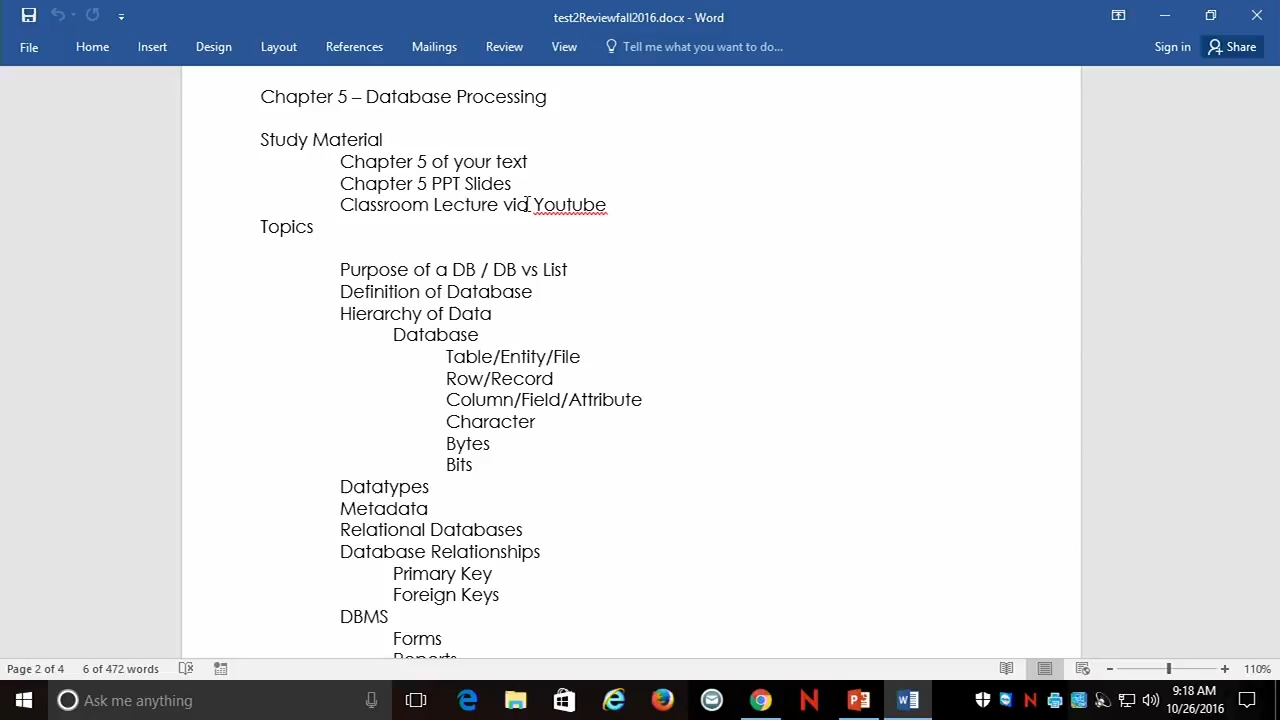 test2Reviewfall2016.docx - Word
File Home Insert Design Layout References Mailings Review View Tell me what you want to do... Sign in Share
Chapter 5 – Database Processing
Study Material
Chapter 5 of your text
Chapter 5 PPT Slides
Classroom Lecture via Youtube
Topics
Purpose of a DB / DB vs List
Definition of Database
Hierarchy of Data
Database
Table/Entity/File
Row/Record
Column/Field/Attribute
Character
Bytes
Bits
Datatypes
Metadata
Relational Databases
Database Relationships
Primary Key
Foreign Keys
DBMS
Forms
Reports
Page 2 of 4 6 of 472 words 110%
Ask me anything 9:18 AM
10/26/2016